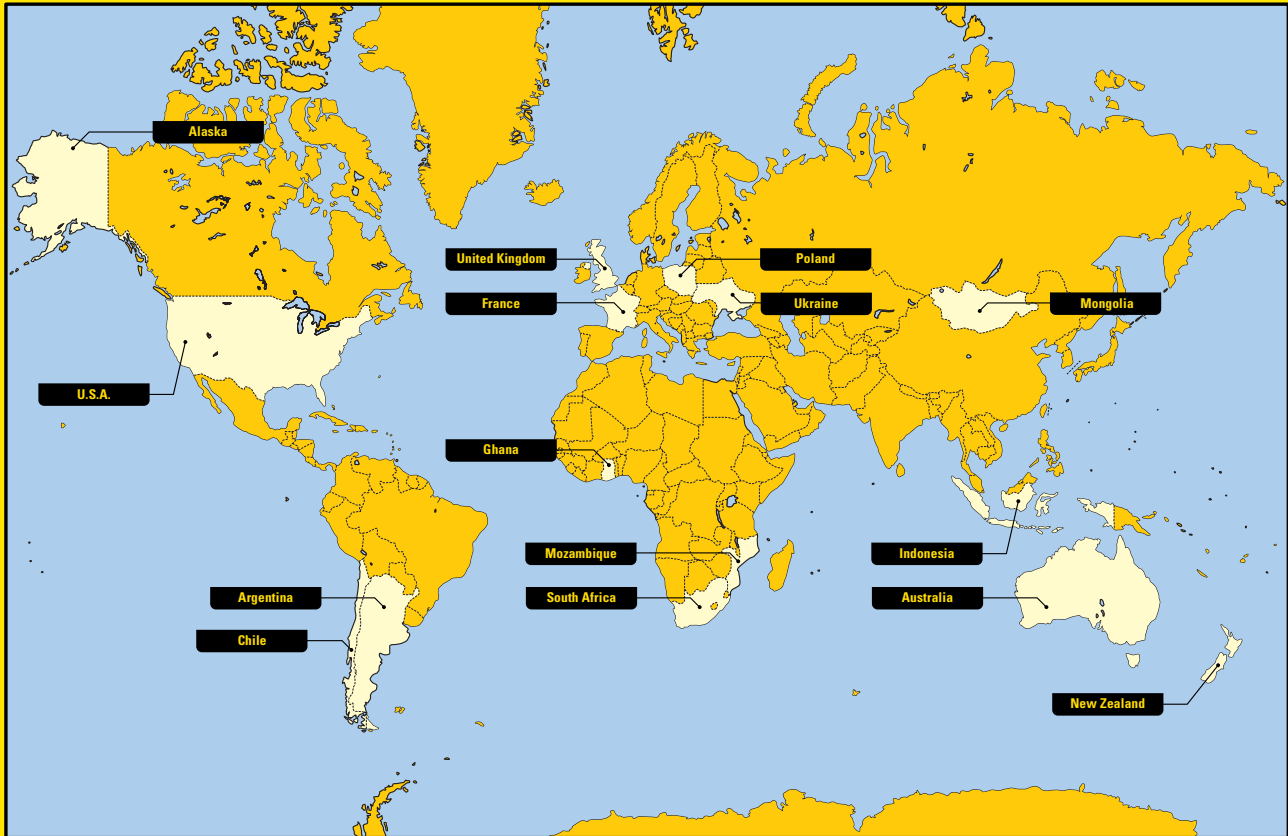 Alaska
United Kingdom
Poland
France
Ukraine
Mongolia
U.S.A.
Ghana
Mozambique
Indonesia
Argentina
South Africa
Australia
Chile
New Zealand